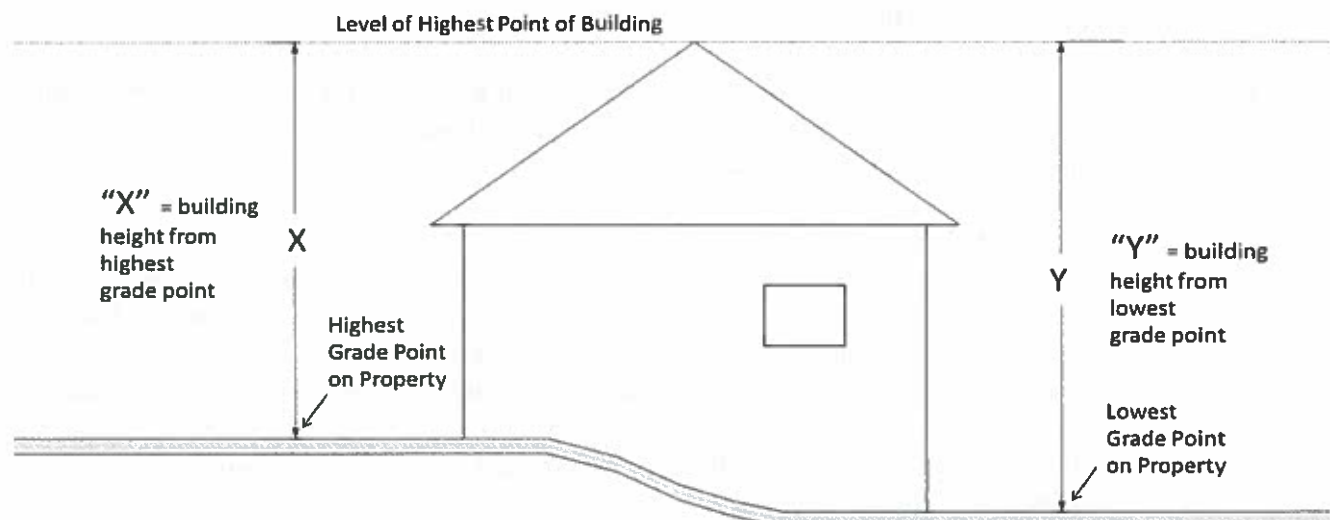 Level of Highest Point of Building
"X" = building
height from
highest
grade point
X
Highest
Grade Point
on Property
Y
"Y" = building
height from
lowest
grade point
Lowest
Grade Point
on Property